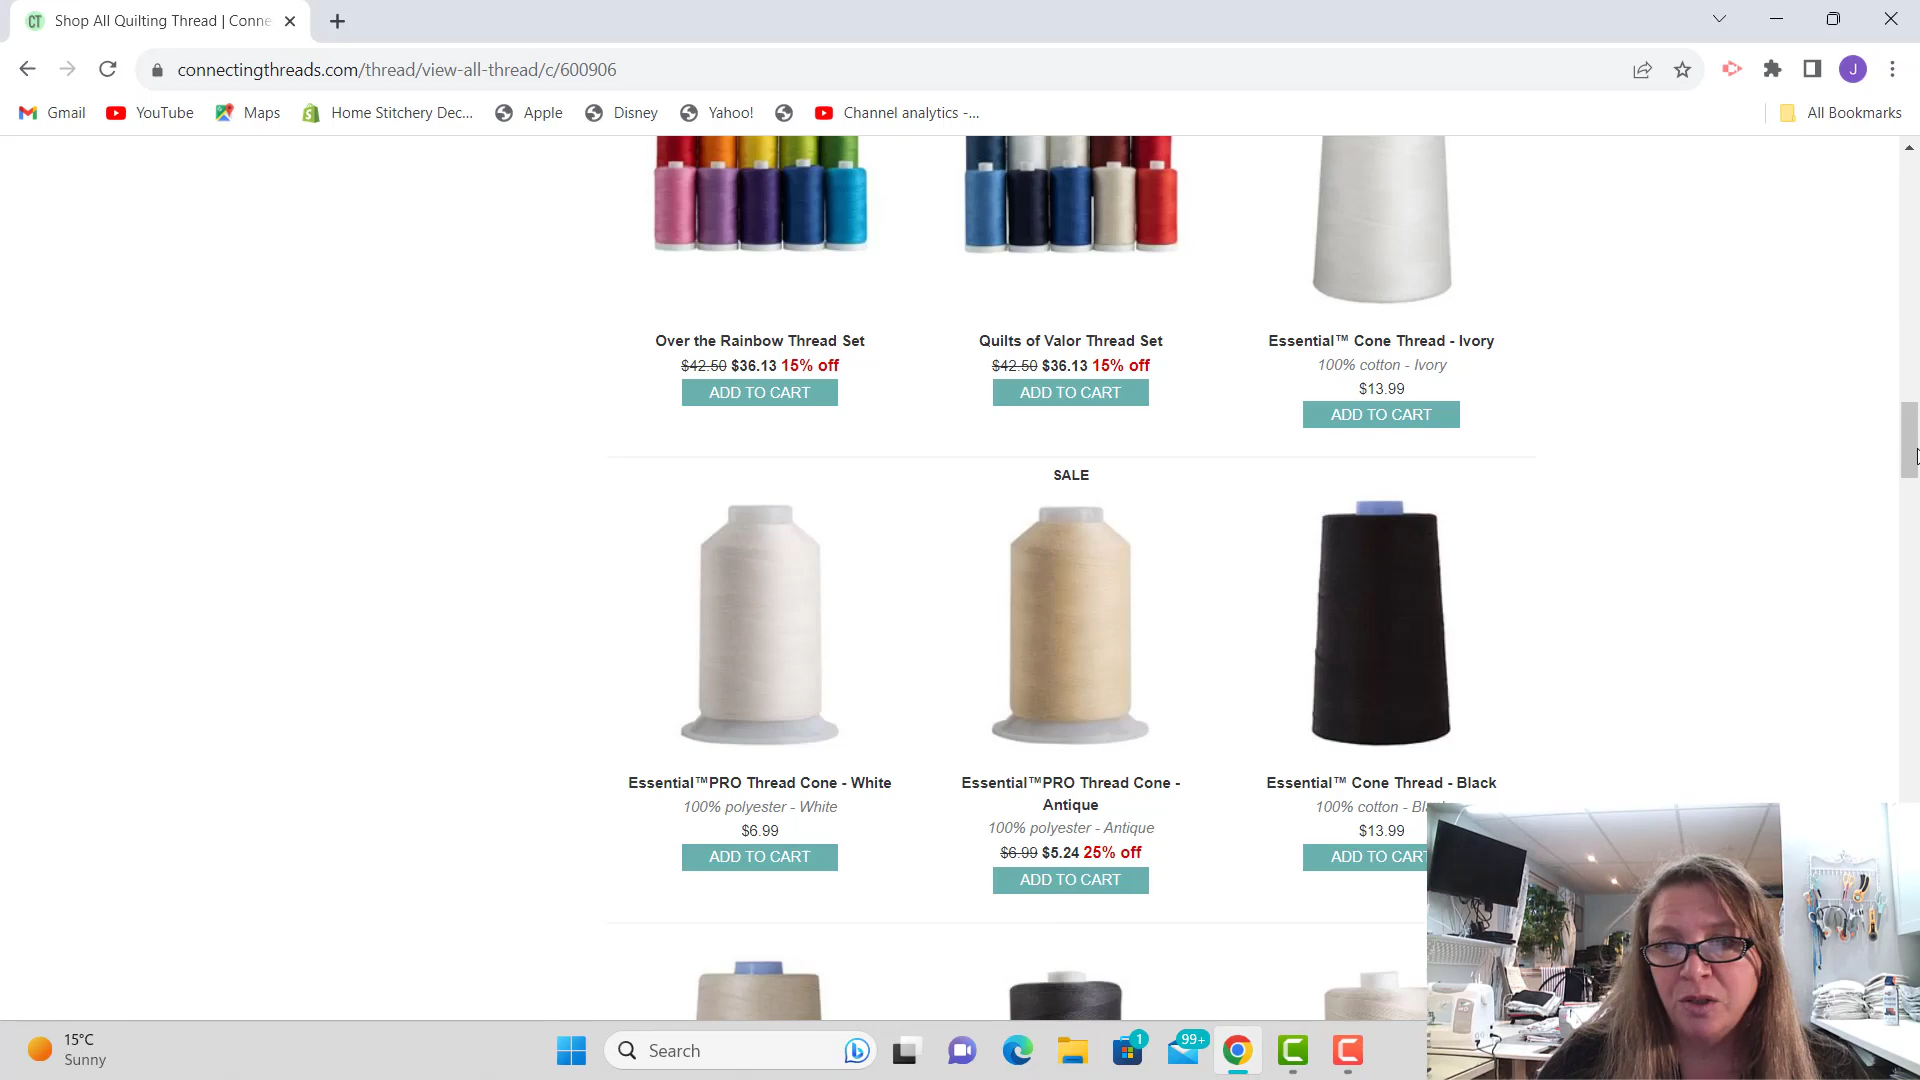 CT Shop All Quilting Thread | Conne
connectingthreads.com/thread/view-all-thread/c/600906
J
Gmail YouTube Maps Home Stitchery Dec... Apple Disney Yahoo! Channel analytics -... All Bookmarks
Over the Rainbow Thread Set
$42.50 $36.13 15% off
ADD TO CART
Quilts of Valor Thread Set
$42.50 $36.13 15% off
ADD TO CART
Essential™ Cone Thread - Ivory
100% cotton - Ivory
$13.99
ADD TO CART
Essential™PRO Thread Cone - White
100% polyester - White
$6.99
ADD TO CART
SALE
Essential™PRO Thread Cone -
Antique
100% polyester - Antique
$6.99 $5.24 25% off
ADD TO CART
Essential™ Cone Thread - Black
100% cotton - Bla
$13.99
ADD TO CART
15°C
Sunny
Search
1
99+